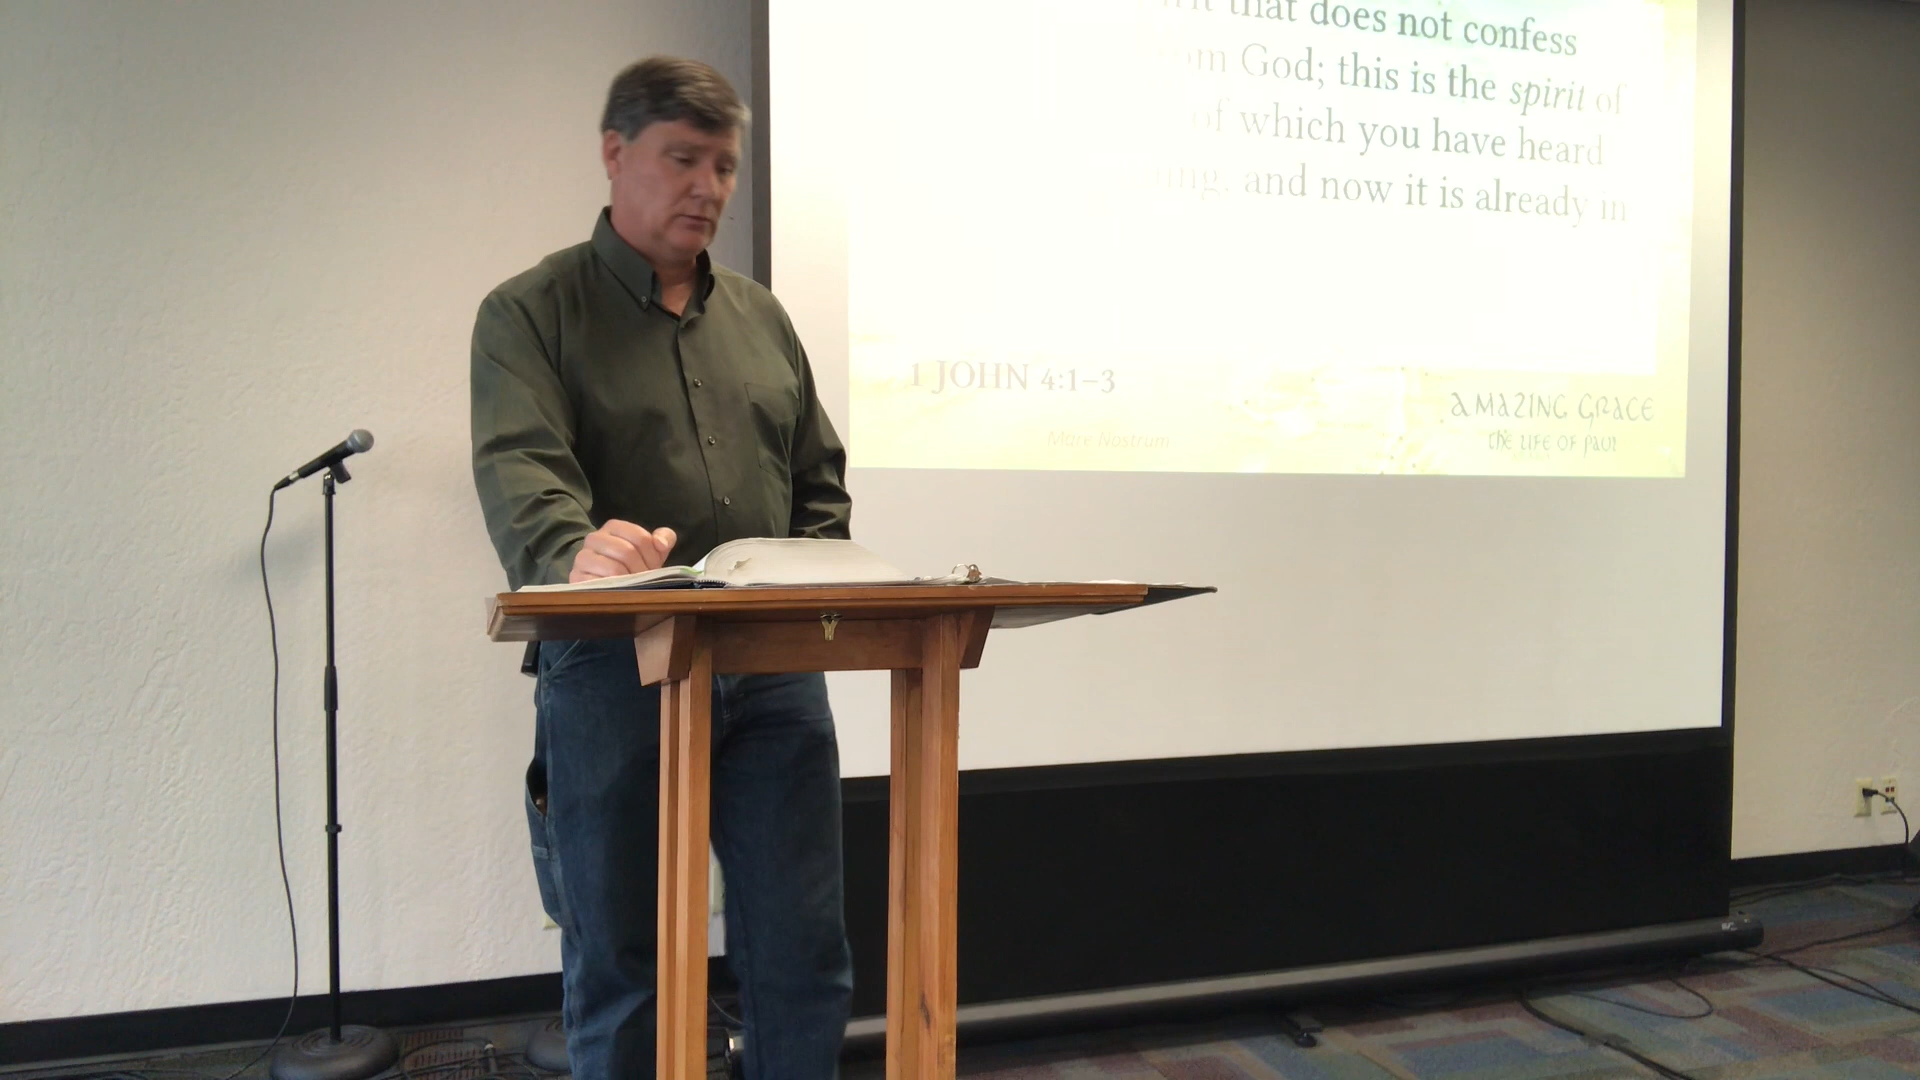 that does not confess
God; this is the spirit of
of which you have heard
and now it is already in
1 JOHN 4:1–3
Mare Nostrum
AMAZING GRACE
the LIFE OF PAUL